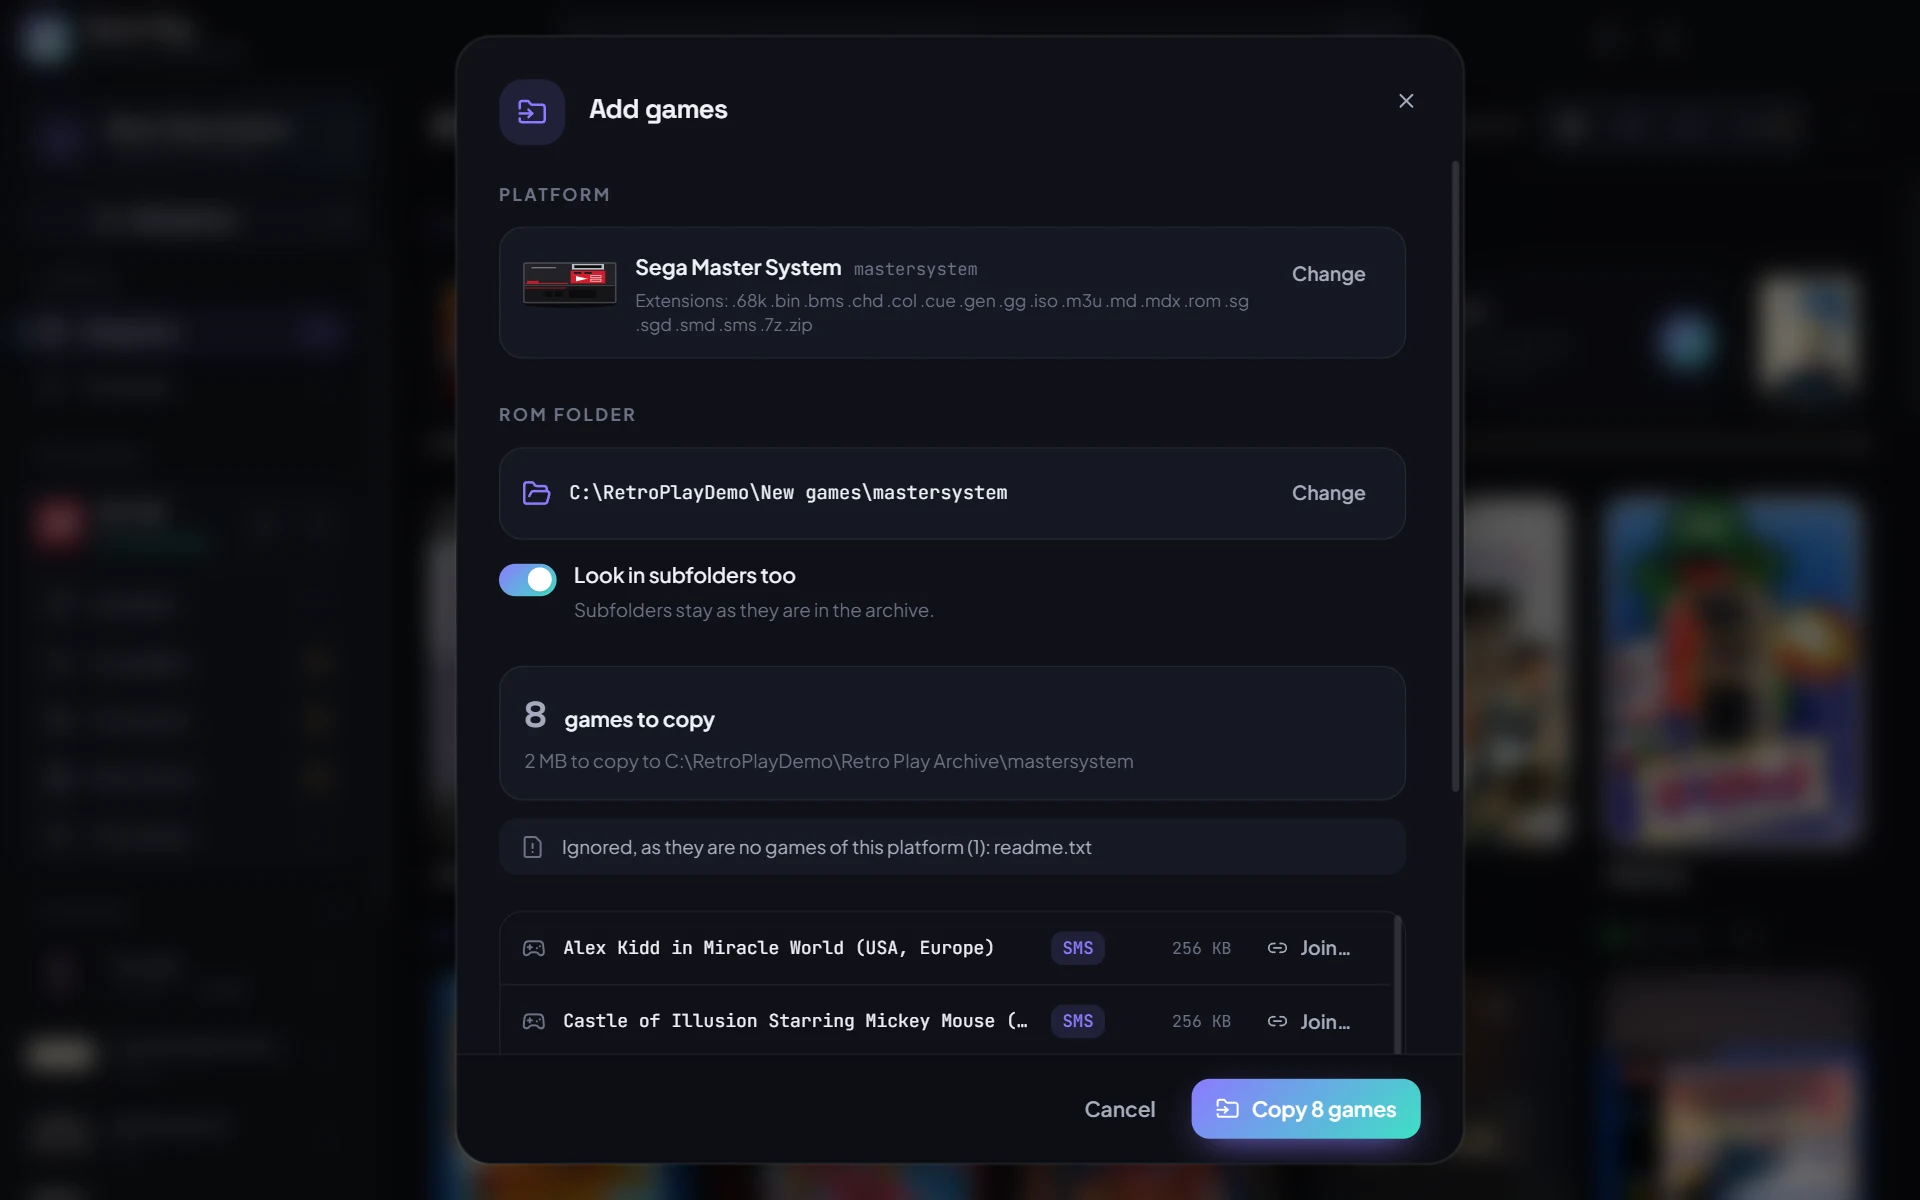 Add games
PLATFORM
Sega Master System mastersystem
Change
Extensions: .68k .bin .bms .chd .col .cue .gen .gg .iso .m3u .md .mdx .rom .sg
.sgd .smd .sms .7z .zip
ROM FOLDER
C:\RetroPlayDemo\New games\mastersystem
Change
Look in subfolders too
Subfolders stay as they are in the archive.
8 games to copy
2 MB to copy to C:\RetroPlayDemo\Retro Play Archive\mastersystem
Ignored, as they are no games of this platform (1): readme.txt
Alex Kidd in Miracle World (USA, Europe) SMS 256 KB Join…
Castle of Illusion Starring Mickey Mouse (… SMS 256 KB Join…
Cancel
Copy 8 games